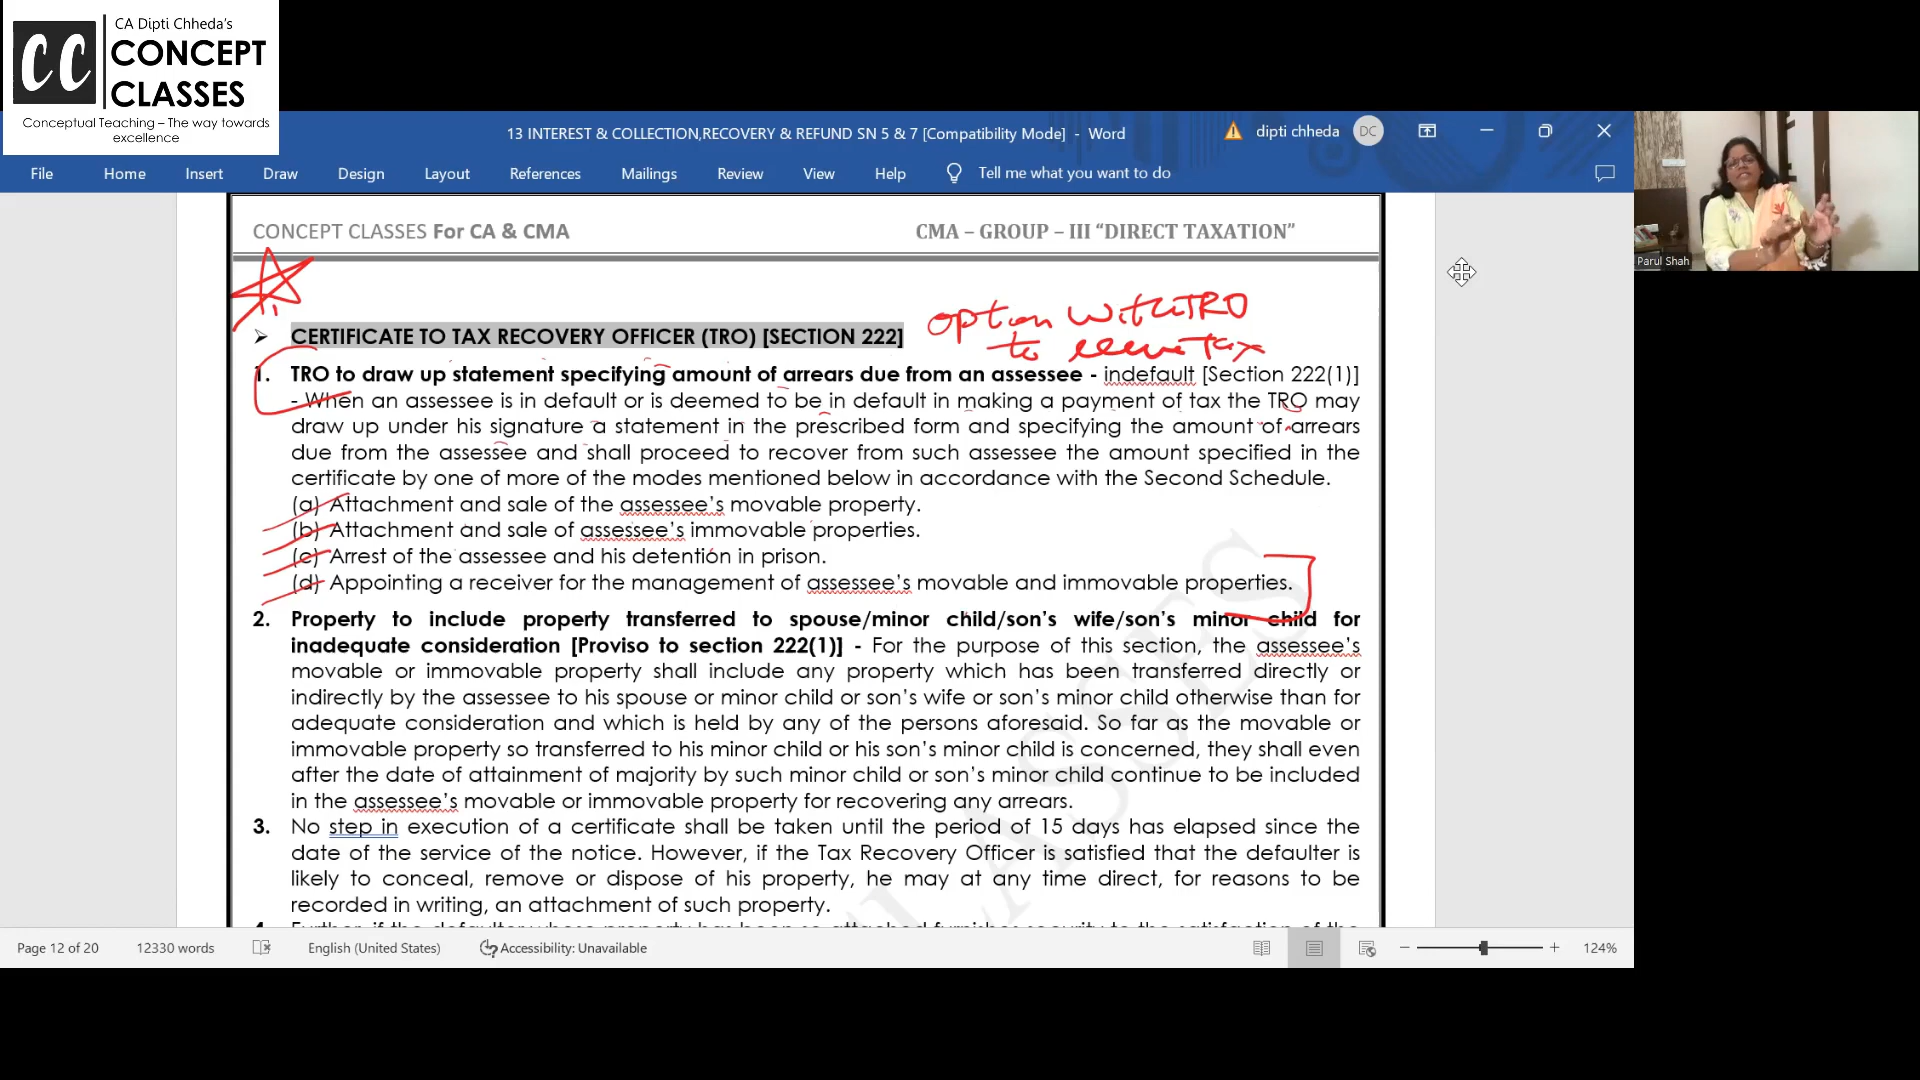 CA Dipti Chheda's
CC CONCEPT
CLASSES
Conceptual Teaching – The way towards
excellence
13 INTEREST & COLLECTION,RECOVERY & REFUND SN 5 & 7 [Compatibility Mode] - Word
dipti chheda DC
File Home Insert Draw Design Layout References Mailings Review View Help Tell me what you want to do
Parul Shah
CONCEPT CLASSES For CA & CMA CMA – GROUP – III “DIRECT TAXATION”
option with TRO
to recover Tax
➢ CERTIFICATE TO TAX RECOVERY OFFICER (TRO) [SECTION 222]
1. TRO to draw up statement specifying amount of arrears due from an assessee - indefault [Section 222(1)]
- When an assessee is in default or is deemed to be in default in making a payment of tax the TRO may
draw up under his signature a statement in the prescribed form and specifying the amount of arrears
due from the assessee and shall proceed to recover from such assessee the amount specified in the
certificate by one of more of the modes mentioned below in accordance with the Second Schedule.
(a) Attachment and sale of the assessee’s movable property.
(b) Attachment and sale of assessee’s immovable properties.
(c) Arrest of the assessee and his detention in prison.
(d) Appointing a receiver for the management of assessee’s movable and immovable properties.
2. Property to include property transferred to spouse/minor child/son’s wife/son’s minor child for
inadequate consideration [Proviso to section 222(1)] - For the purpose of this section, the assessee’s
movable or immovable property shall include any property which has been transferred directly or
indirectly by the assessee to his spouse or minor child or son’s wife or son’s minor child otherwise than for
adequate consideration and which is held by any of the persons aforesaid. So far as the movable or
immovable property so transferred to his minor child or his son’s minor child is concerned, they shall even
after the date of attainment of majority by such minor child or son’s minor child continue to be included
in the assessee’s movable or immovable property for recovering any arrears.
3. No step in execution of a certificate shall be taken until the period of 15 days has elapsed since the
date of the service of the notice. However, if the Tax Recovery Officer is satisfied that the defaulter is
likely to conceal, remove or dispose of his property, he may at any time direct, for reasons to be
recorded in writing, an attachment of such property.
4. Further, if the defaulter whose property has been so attached furnishes security to the satisfaction of the
Page 12 of 20 12330 words English (United States) Accessibility: Unavailable 124%